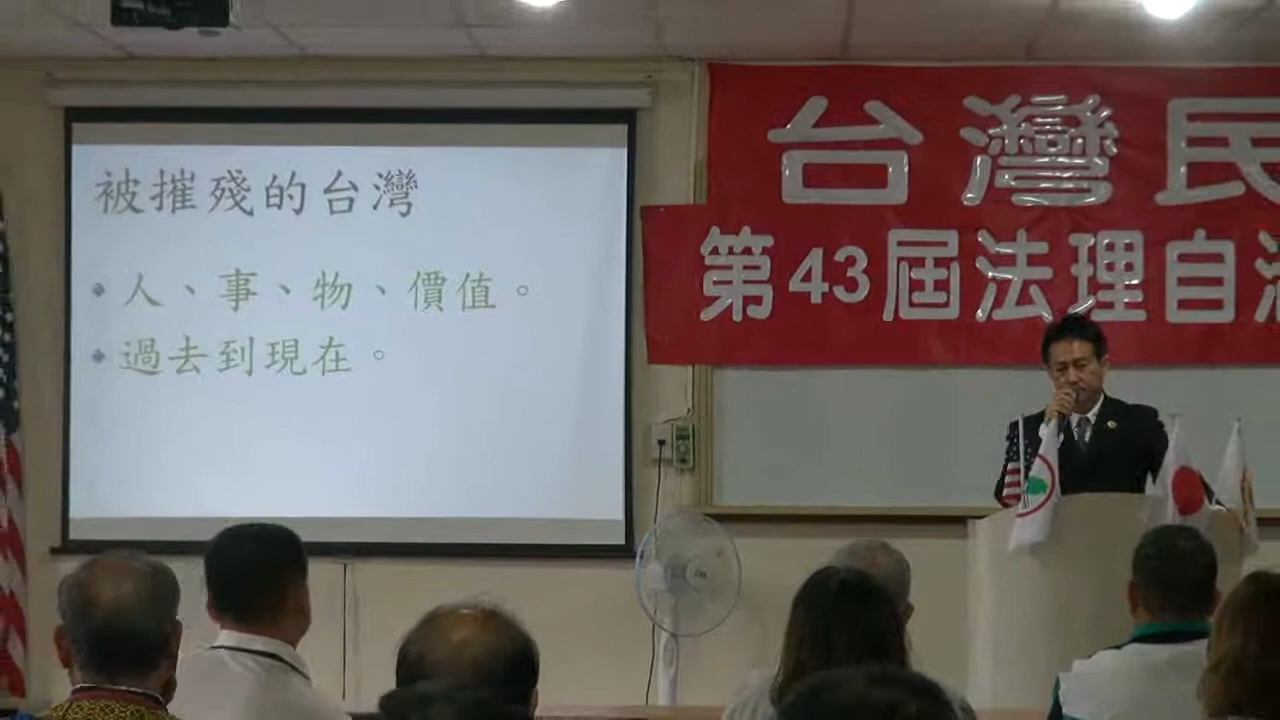 被摧殘的台灣
人、事、物、價值。
過去到現在。
台灣民
第43屆法理自